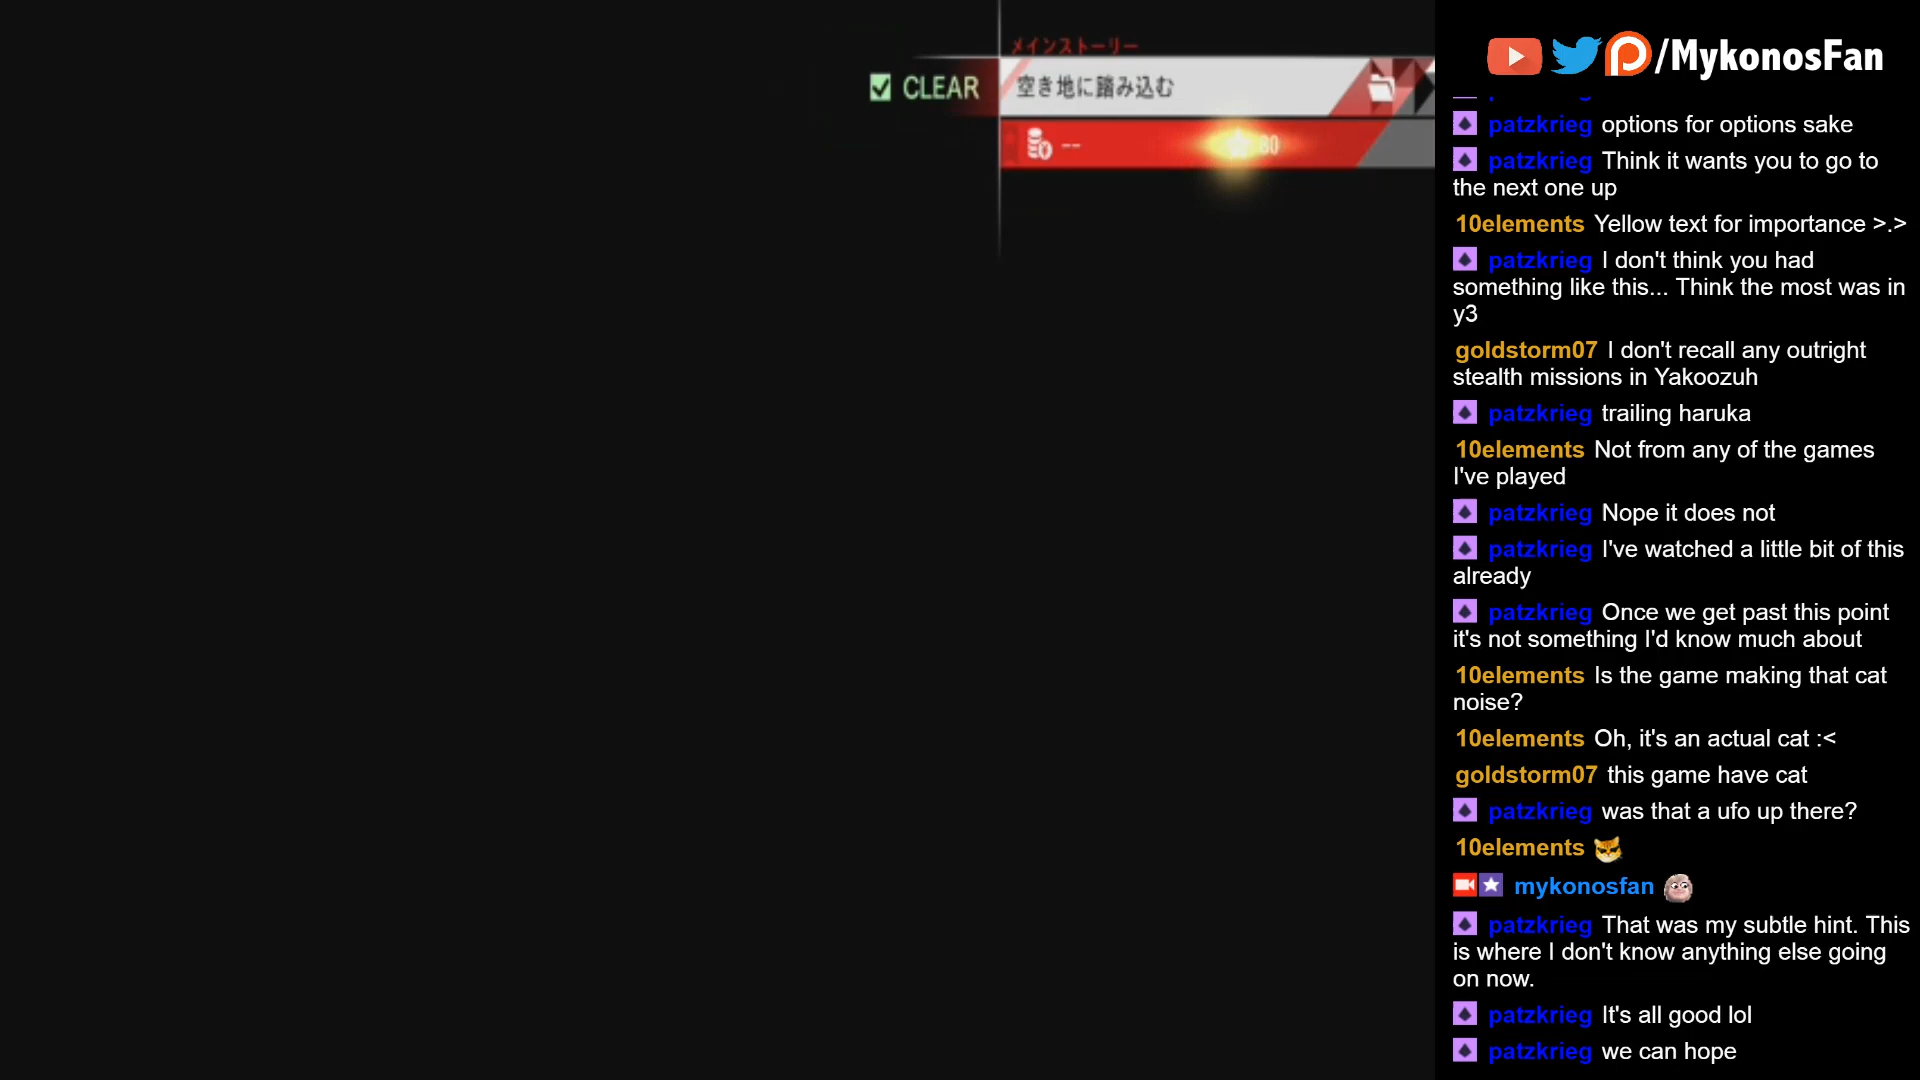 メインストーリー
CLEAR
空き地に踏み込む
--
80
/MykonosFan
patzkrieg options for options sake
patzkrieg Think it wants you to go to
the next one up
10elements Yellow text for importance >.>
patzkrieg I don't think you had
something like this... Think the most was in
y3
goldstorm07 I don't recall any outright
stealth missions in Yakoozuh
patzkrieg trailing haruka
10elements Not from any of the games
I've played
patzkrieg Nope it does not
patzkrieg I've watched a little bit of this
already
patzkrieg Once we get past this point
it's not something I'd know much about
10elements Is the game making that cat
noise?
10elements Oh, it's an actual cat :<
goldstorm07 this game have cat
patzkrieg was that a ufo up there?
10elements
mykonosfan
patzkrieg That was my subtle hint. This
is where I don't know anything else going
on now.
patzkrieg It's all good lol
patzkrieg we can hope